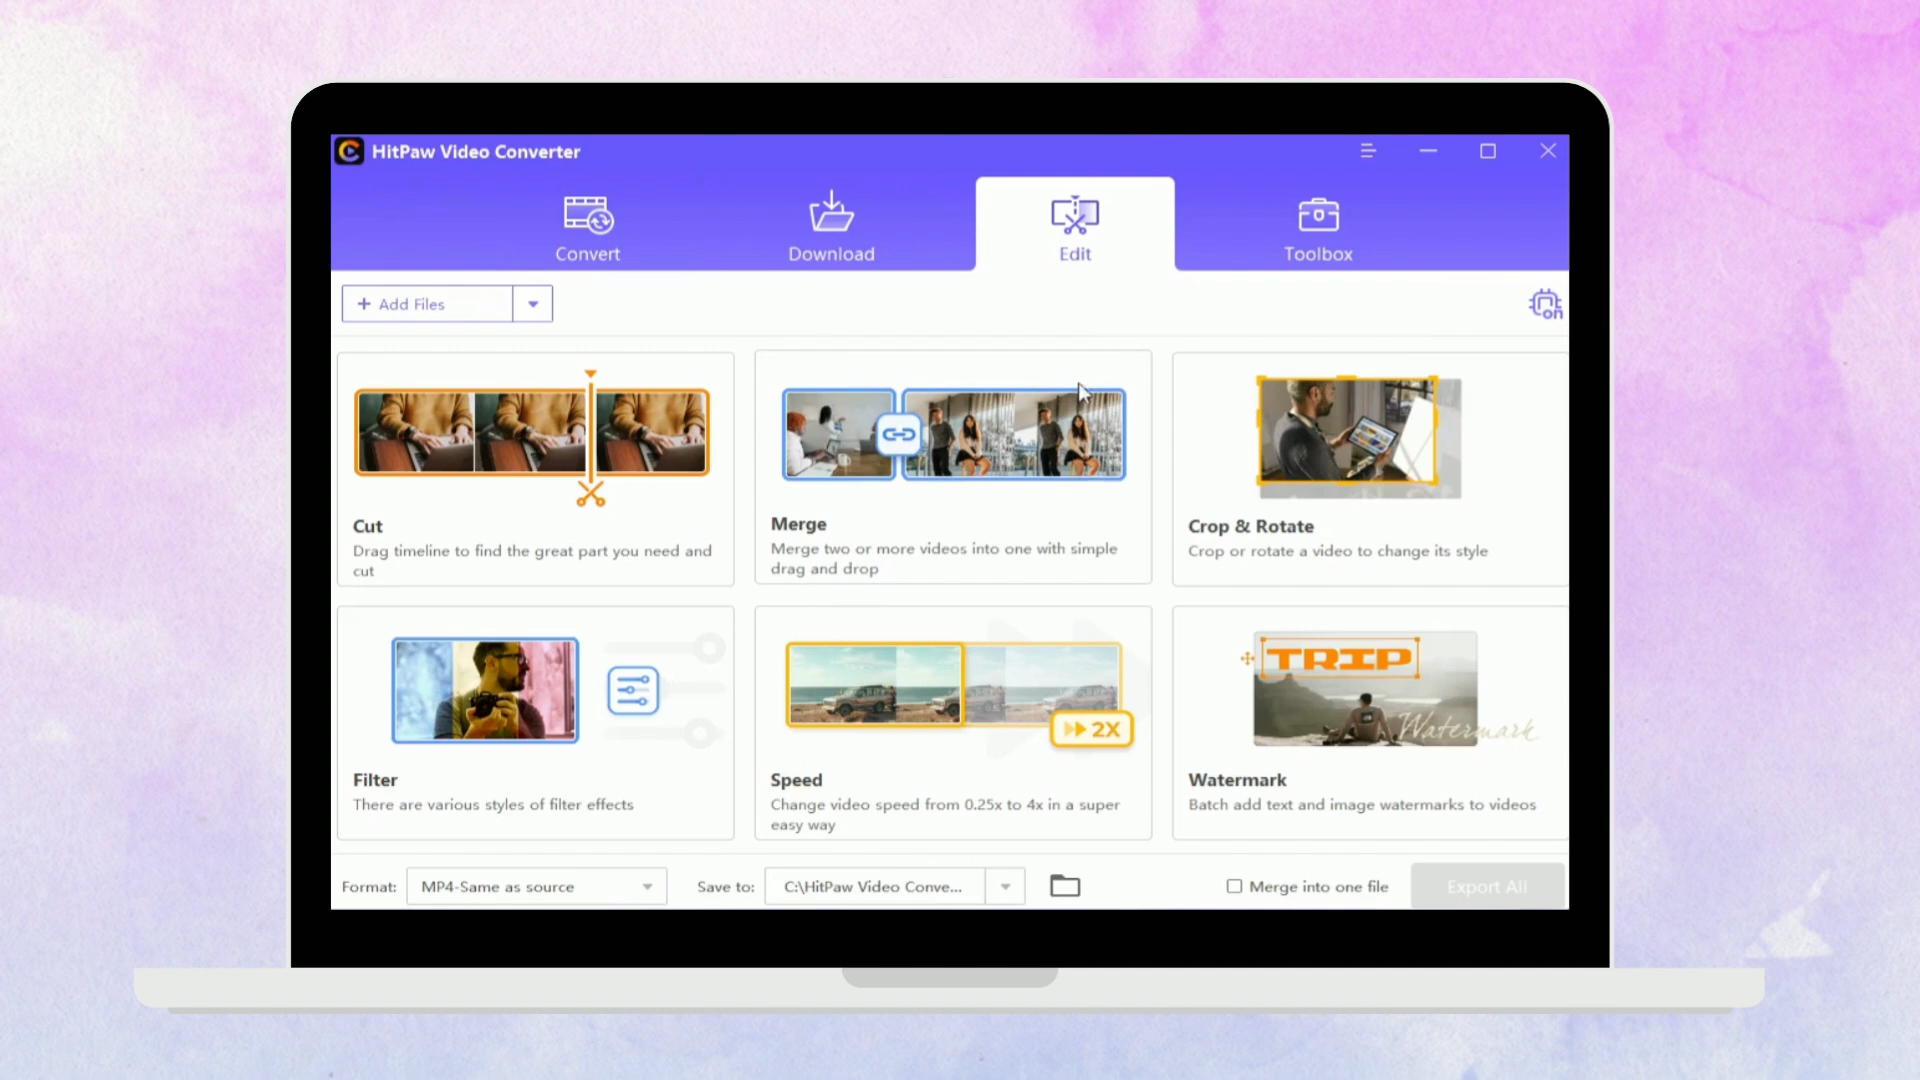 HitPaw Video Converter
Convert
Download
Edit
Toolbox
+ Add Files
on
Cut
Drag timeline to find the great part you need and
cut
Merge
Merge two or more videos into one with simple
drag and drop
Crop & Rotate
Crop or rotate a video to change its style
TRIP
Watermark
2X
Filter
There are various styles of filter effects
Speed
Change video speed from 0.25x to 4x in a super
easy way
Watermark
Batch add text and image watermarks to videos
Format:
MP4-Same as source
Save to:
C:\HitPaw Video Conve...
Merge into one file
Export All